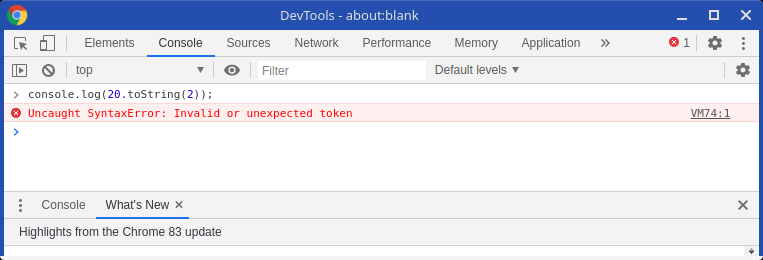 DevTools - about:blank
Elements Console Sources Network Performance Memory Application » 1
top Filter Default levels
> console.log(20.toString(2));
Uncaught SyntaxError: Invalid or unexpected token VM74:1
>
Console What's New ×
Highlights from the Chrome 83 update